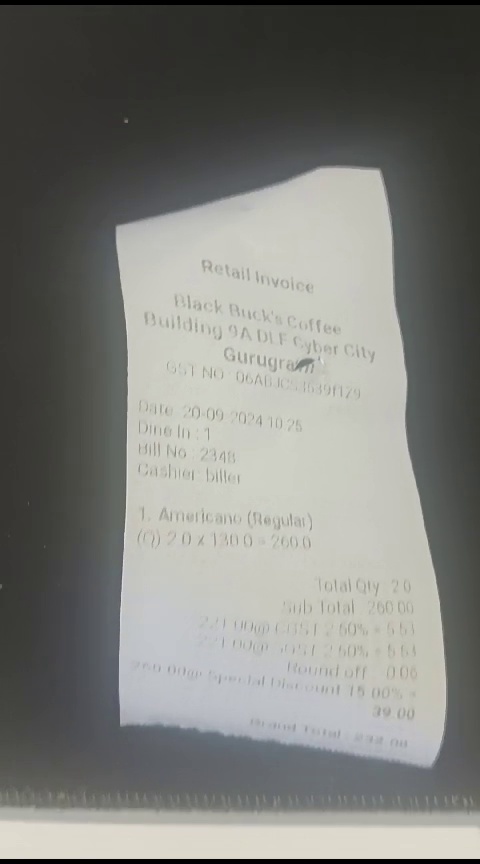 Retail Invoice
Black Buck's Coffee
Building 9A DLF Cyber City
Gurugram
GST NO
Date 20-09-2024 10:25
Dine In : 1
Bill No : 2348
Cashier: biller
1. Americano (Regular)
(Q) 2.0 x 130.0 = 260.0
Total Qty 2.0
Sub Total 260.00
221.00@ CGST 2.50% = 5.53
221.00@ SGST 2.50% = 5.53
Round off
260.00@ Special Discount 15.00% =
39.00
Grand Total : 232.00